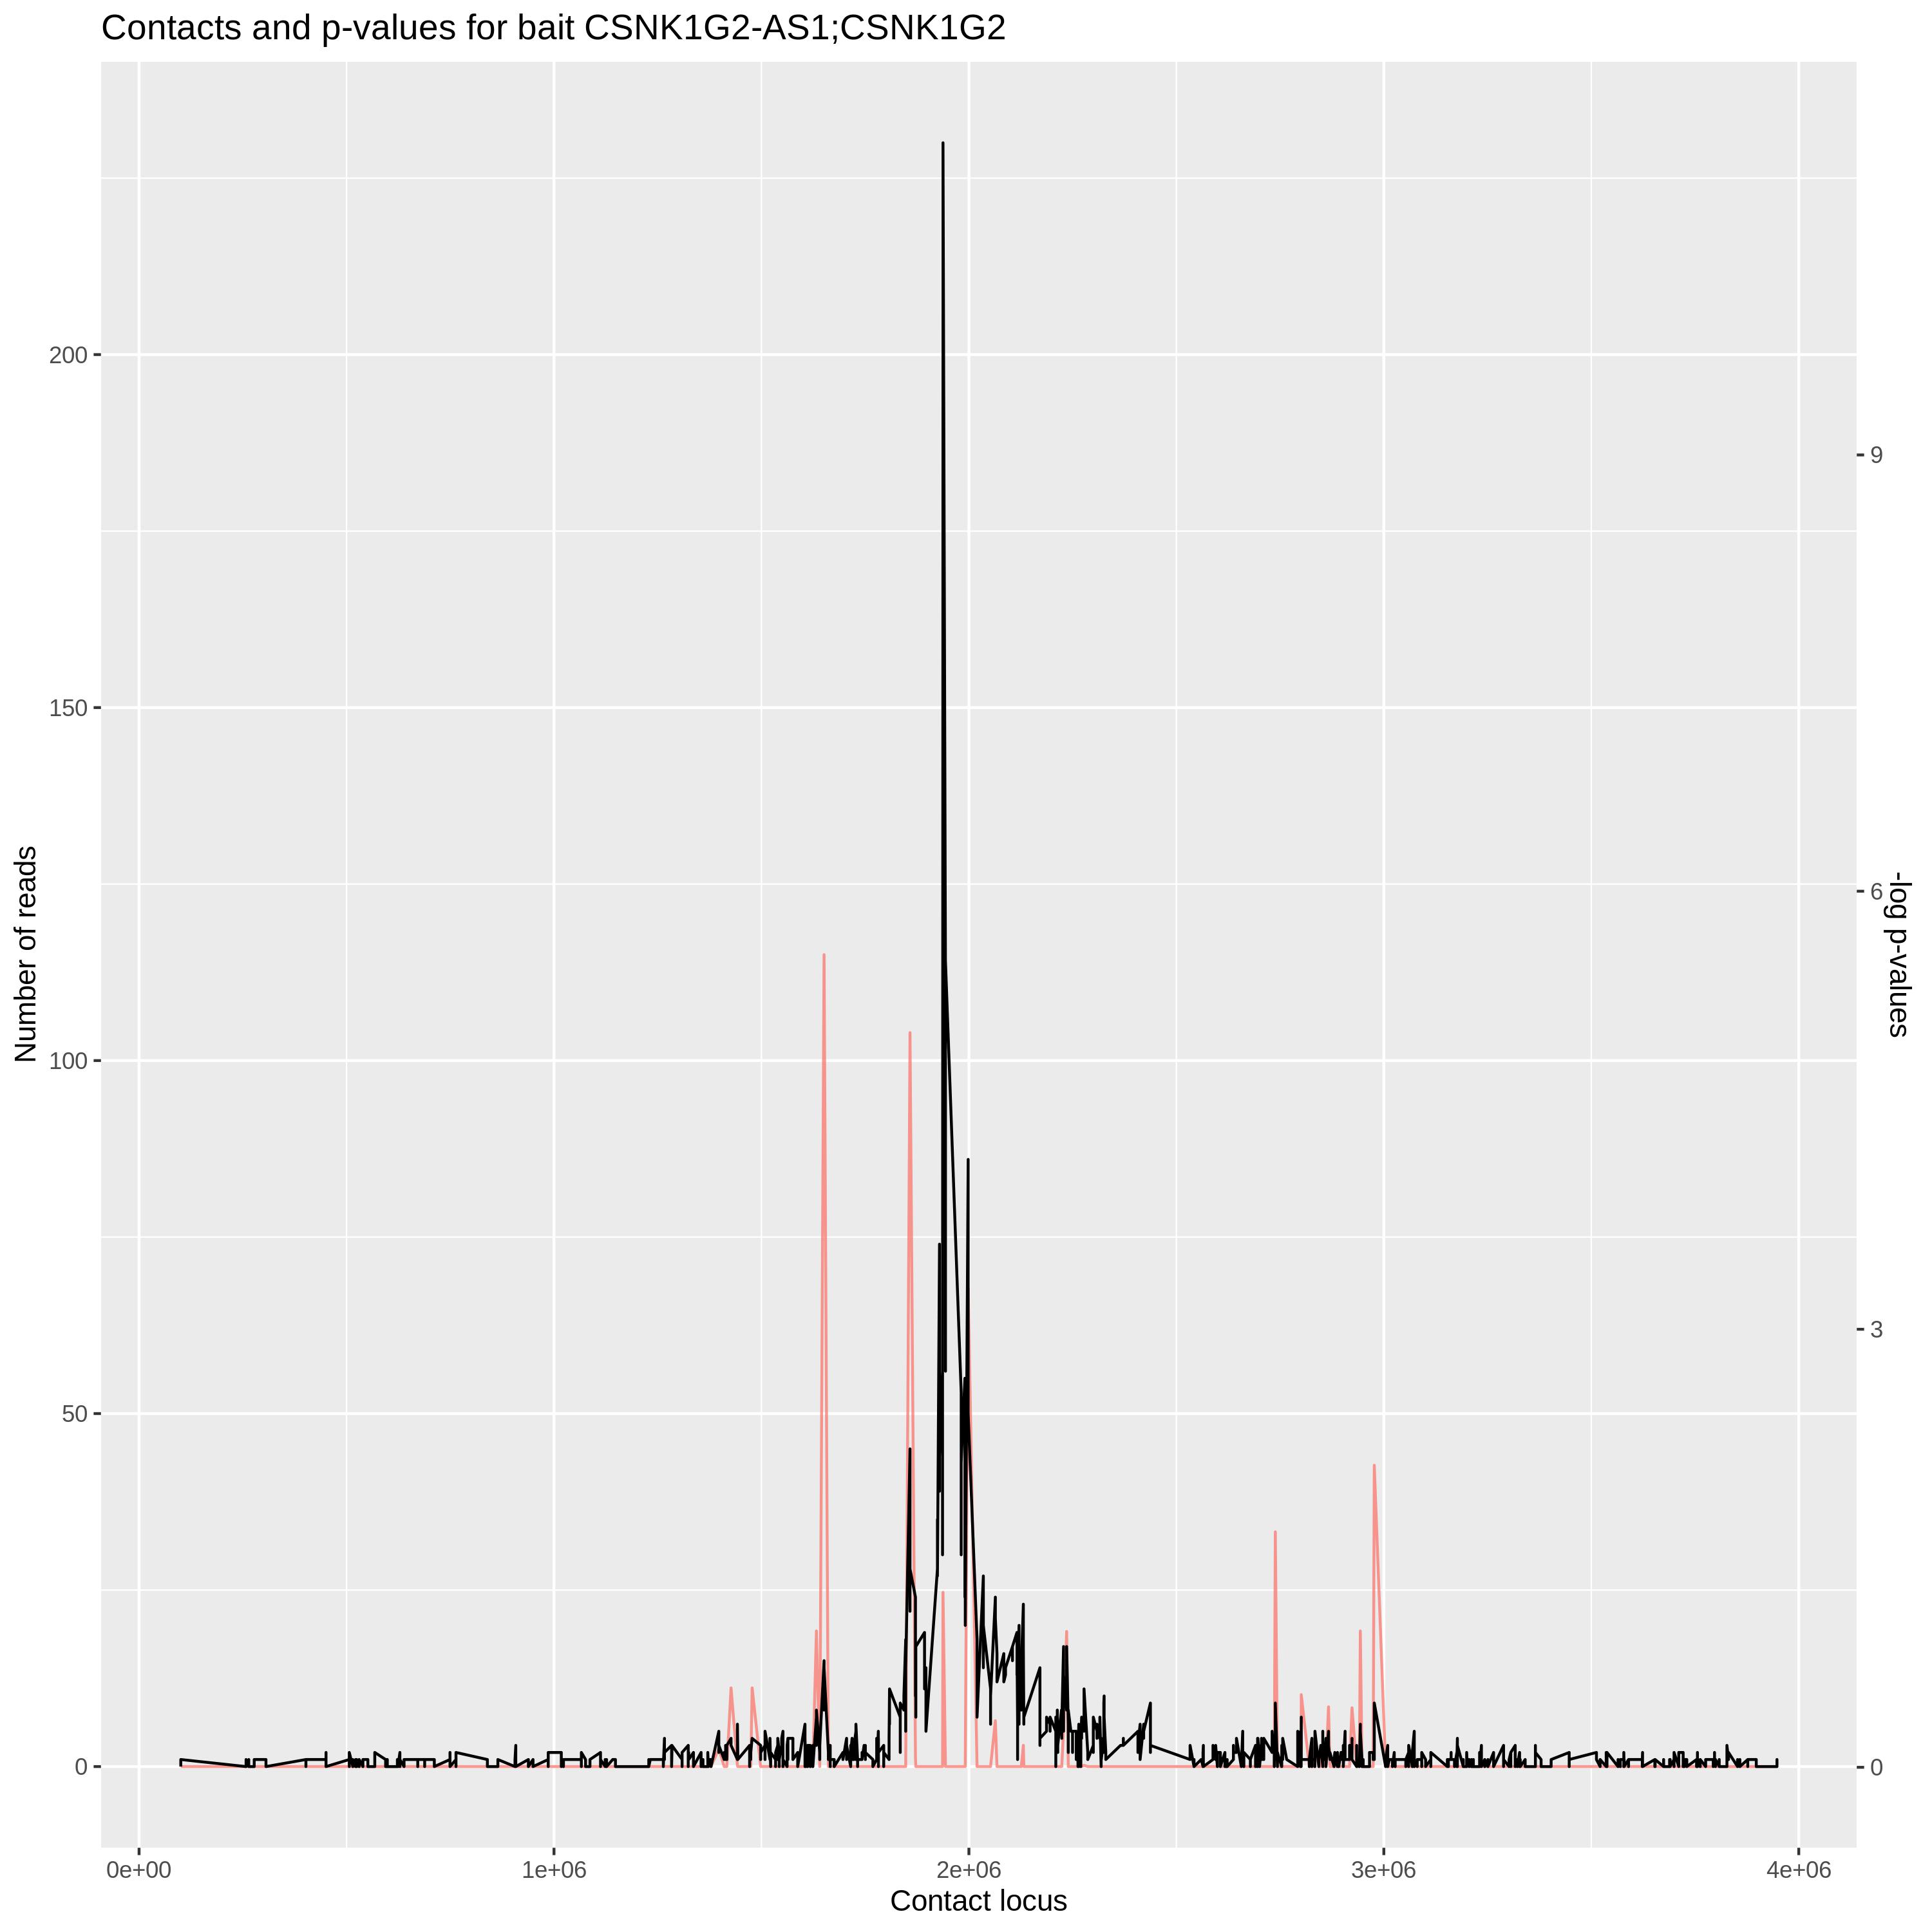 Contacts and p-values for bait CSNK1G2-AS1;CSNK1G2
Number of reads
200
150
100
50
0
9
6
3
0
-log p-values
0e+00
1e+06
2e+06
3e+06
4e+06
Contact locus